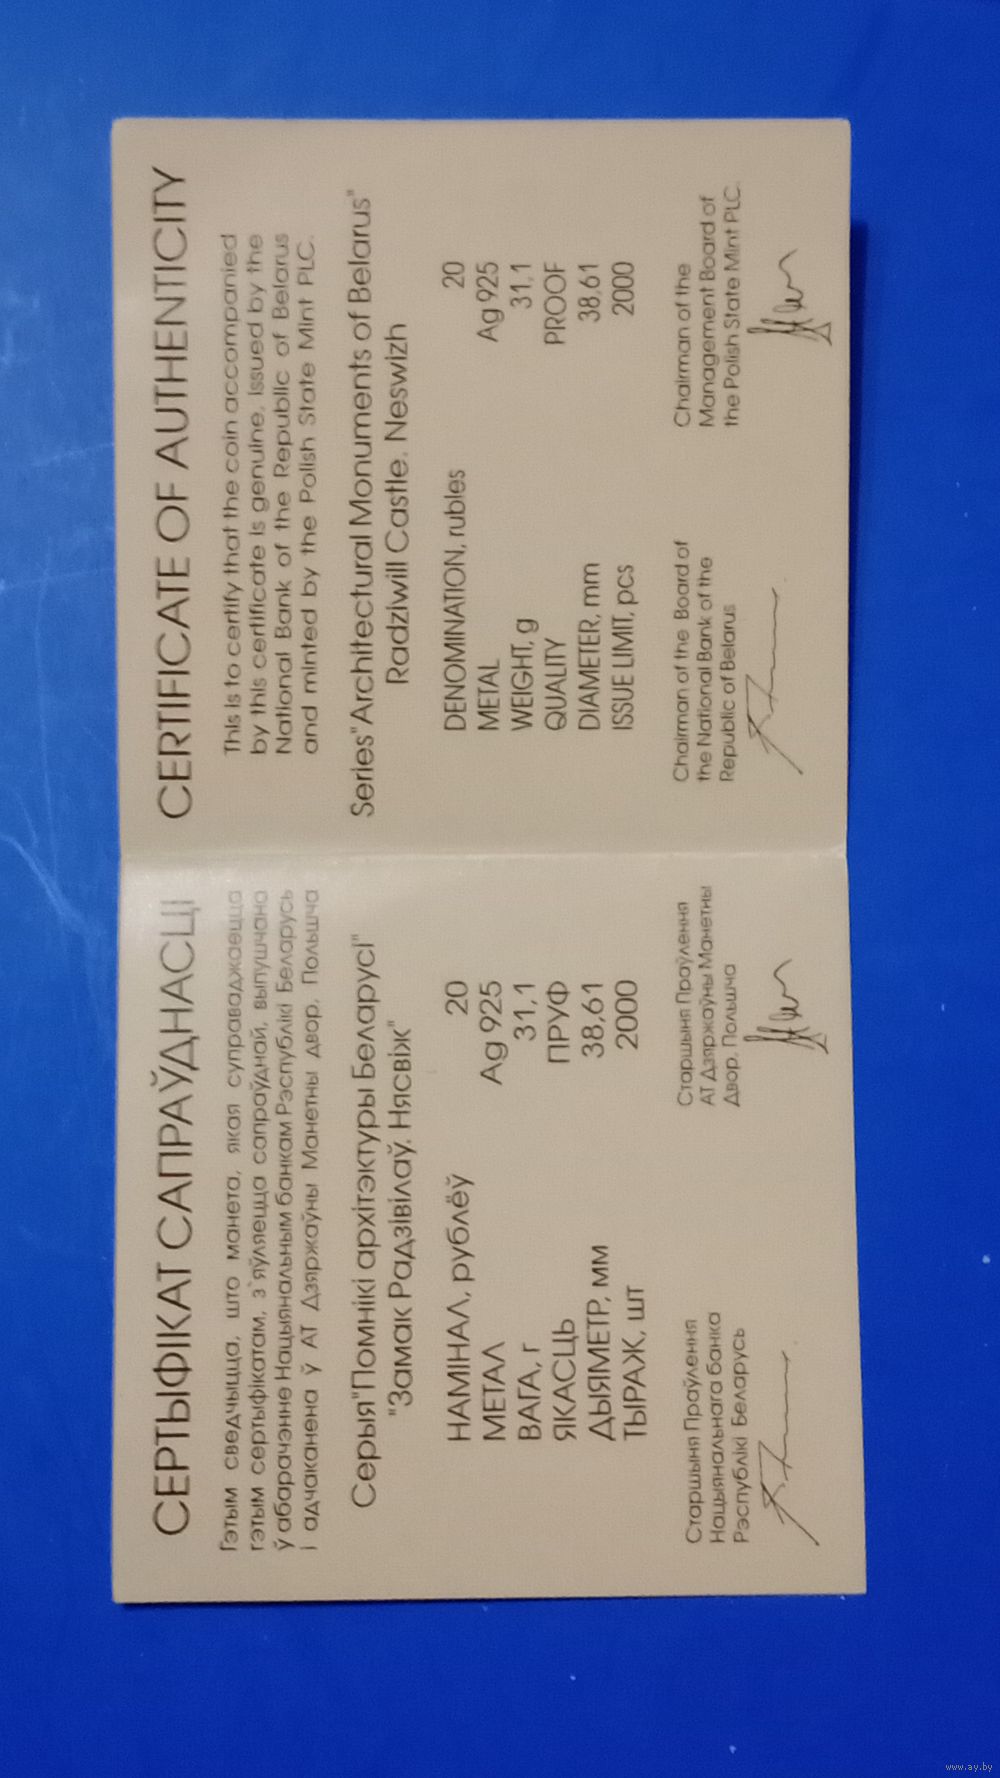 СЕРТЫФІКАТ САПРАЎДНАСЦІ
Гэтым сведчыцца, што манета, якая суправаджаецца
гэтым сертыфікатам, з'яўляецца сапраўднай, выпушчана
ў абарачэнне Нацыянальным банкам Рэспублікі Беларусь
і адчаканена ў АТ Дзяржаўны Манетны двор, Польшча
Серыя"Помнікі архітэктуры Беларусі"
"Замак Радзівілаў. Нясвіж"
НАМІНАЛ, рублёў 20
МЕТАЛ Ag 925
ВАГА, г 31,1
ЯКАСЦЬ ПРУФ
ДЫЯМЕТР, мм 38,61
ТЫРАЖ, шт 2000
Старшыня Праўлення
Нацыянальнага банка
Рэспублікі Беларусь
Старшыня Праўлення
АТ Дзяржаўны Манетны
Двор, Польшча
CERTIFICATE OF AUTHENTICITY
This is to certify that the coin accompanied
by this certificate is genuine, issued by the
National Bank of the Republic of Belarus
and minted by the Polish State Mint PLC.
Series"Architectural Monuments of Belarus"
Radziwill Castle. Neswizh
DENOMINATION, rubles 20
METAL Ag 925
WEIGHT, g 31,1
QUALITY PROOF
DIAMETER, mm 38,61
ISSUE LIMIT, pcs 2000
Chairman of the Board of
the National Bank of the
Republic of Belarus
Chairman of the
Management Board of
the Polish State Mint PLC.
www.ay.by